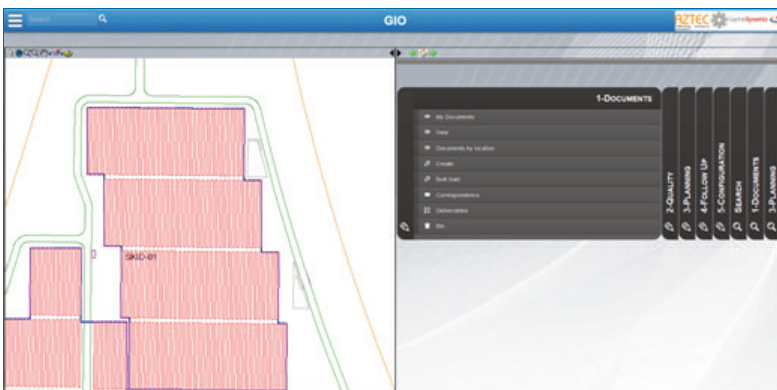 Search
GIO
AZTEC
SKID-01
1-DOCUMENTS
My Documents
View
Documents by location
Create
Bulk load
Correspondence
Deliverables
Bin
2-QUALITY
3-PLANNING
4-FOLLOW UP
5-CONFIGURATION
SEARCH
1-DOCUMENTS
3-PLANNING